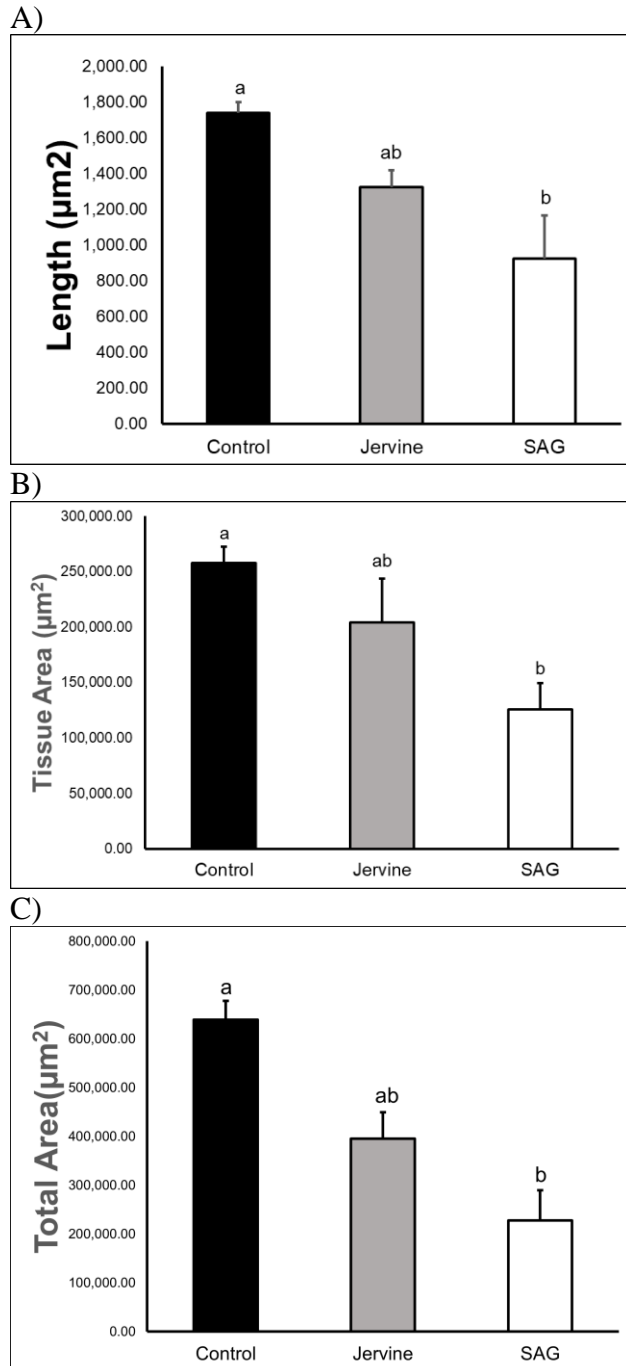 A)
Length (µm2)
2,000.00
1,800.00
1,600.00
1,400.00
1,200.00
1,000.00
800.00
600.00
400.00
200.00
0.00
a
ab
b
Control Jervine SAG
B)
Tissue Area (µm²)
300,000.00
250,000.00
200,000.00
150,000.00
100,000.00
50,000.00
0.00
a
ab
b
Control Jervine SAG
C)
Total Area(µm²)
800,000.00
700,000.00
600,000.00
500,000.00
400,000.00
300,000.00
200,000.00
100,000.00
0.00
a
ab
b
Control Jervine SAG